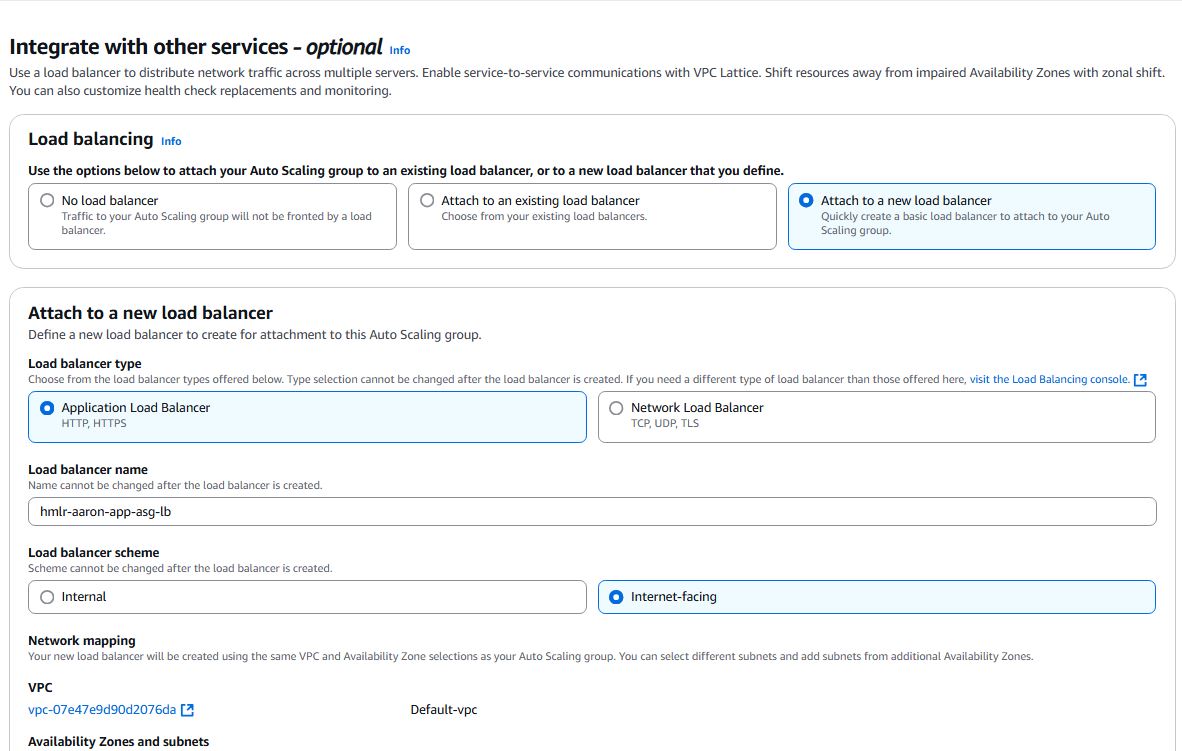 Integrate with other services - optional Info
Use a load balancer to distribute network traffic across multiple servers. Enable service-to-service communications with VPC Lattice. Shift resources away from impaired Availability Zones with zonal shift.
You can also customize health check replacements and monitoring.
Load balancing Info
Use the options below to attach your Auto Scaling group to an existing load balancer, or to a new load balancer that you define.
No load balancer
Traffic to your Auto Scaling group will not be fronted by a load
balancer.
Attach to an existing load balancer
Choose from your existing load balancers.
Attach to a new load balancer
Quickly create a basic load balancer to attach to your Auto
Scaling group.
Attach to a new load balancer
Define a new load balancer to create for attachment to this Auto Scaling group.
Load balancer type
Choose from the load balancer types offered below. Type selection cannot be changed after the load balancer is created. If you need a different type of load balancer than those offered here, visit the Load Balancing console.
Application Load Balancer
HTTP, HTTPS
Network Load Balancer
TCP, UDP, TLS
Load balancer name
Name cannot be changed after the load balancer is created.
hmlr-aaron-app-asg-lb
Load balancer scheme
Scheme cannot be changed after the load balancer is created.
Internal
Internet-facing
Network mapping
Your new load balancer will be created using the same VPC and Availability Zone selections as your Auto Scaling group. You can select different subnets and add subnets from additional Availability Zones.
VPC
vpc-07e47e9d90d2076da
Default-vpc
Availability Zones and subnets